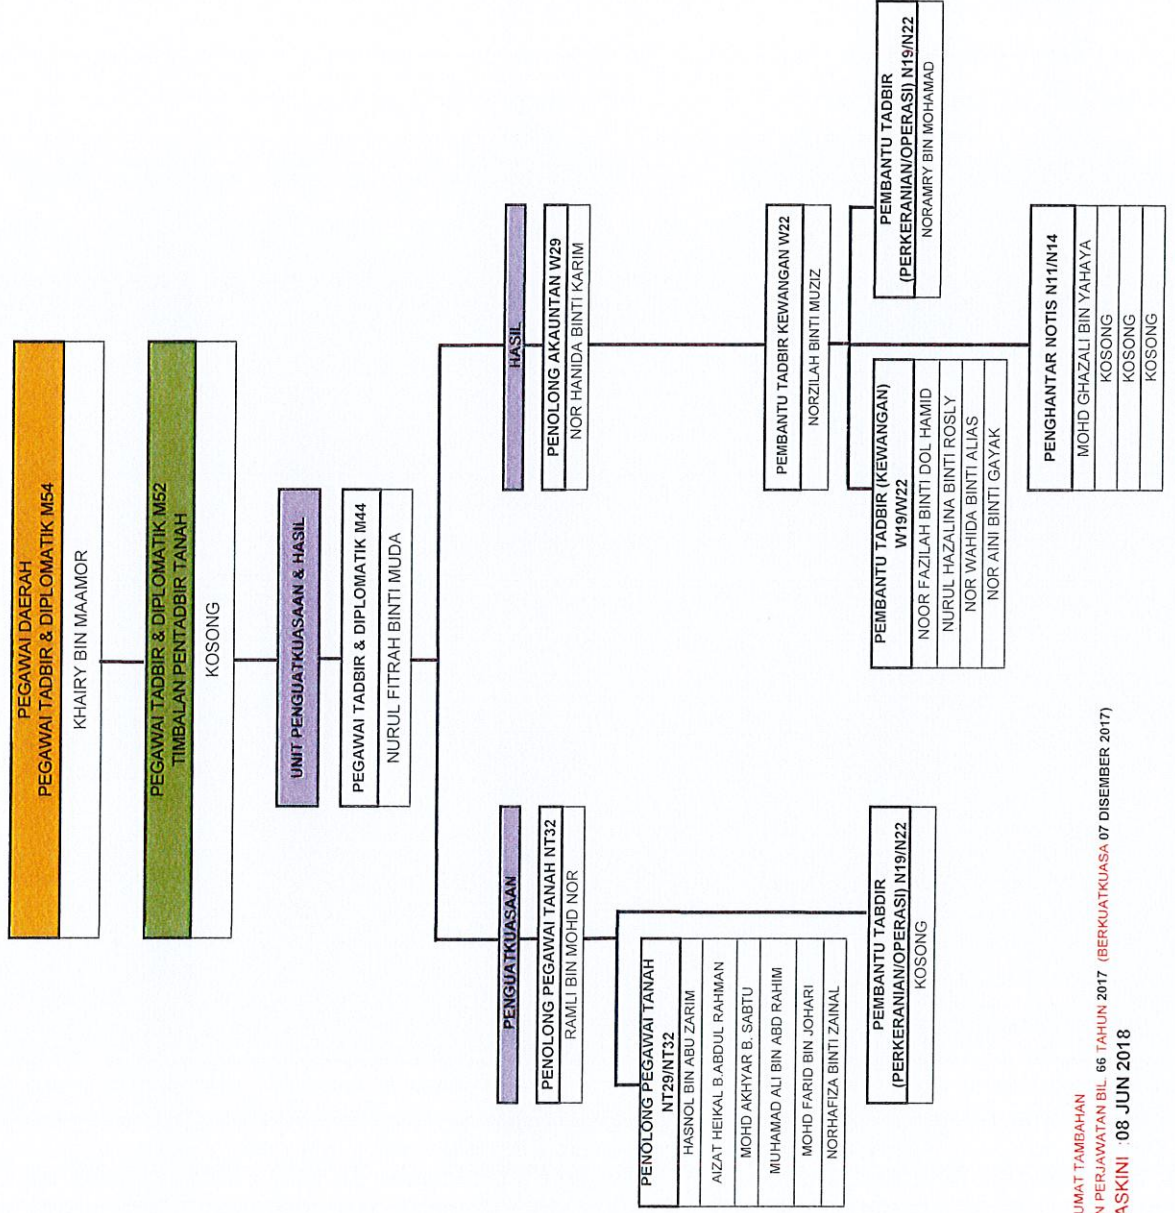 PEGAWAI DAERAH
PEGAWAI TADBIR & DIPLOMATIK M54
KHAIRY BIN MAAMOR
PEGAWAI TADBIR & DIPLOMATIK M52
TIMBALAN PENTADBIR TANAH
KOSONG
UNIT PENGUATKUASAAN & HASIL
PEGAWAI TADBIR & DIPLOMATIK M44
NURUL FITRAH BINTI MUDA
PENGUATKUASAAN
PENOLONG PEGAWAI TANAH NT32
RAMLI BIN MOHD NOR
PENOLONG PEGAWAI TANAH
NT29/NT32
HASNOL BIN ABU ZARIM
AIZAT HEIKAL B.ABDUL RAHMAN
MOHD AKHYAR B. SABTU
MUHAMAD ALI BIN ABD RAHIM
MOHD FARID BIN JOHARI
NORHAFIZA BINTI ZAINAL
PEMBANTU TABDIR
(PERKERANIAN/OPERASI) N19/N22
KOSONG
HASIL
PENOLONG AKAUNTAN W29
NOR HANIDA BINTI KARIM
PEMBANTU TADBIR KEWANGAN W22
NORZILAH BINTI MUZIZ
PEMBANTU TADBIR (KEWANGAN)
W19/W22
NOOR FAZILAH BINTI DOL HAMID
NURUL HAZALINA BINTI ROSLY
NOR WAHIDA BINTI ALIAS
NOR AINI BINTI GAYAK
PEMBANTU TADBIR
(PERKERANIAN/OPERASI) N19/N22
NORAMRY BIN MOHAMAD
PENGHANTAR NOTIS N11/N14
MOHD GHAZALI BIN YAHAYA
KOSONG
KOSONG
KOSONG
UMAT TAMBAHAN
N PERJAWATAN BIL. 66 TAHUN 2017 (BERKUATKUASA 07 DISEMBER 2017)
ASKINI : 08 JUN 2018